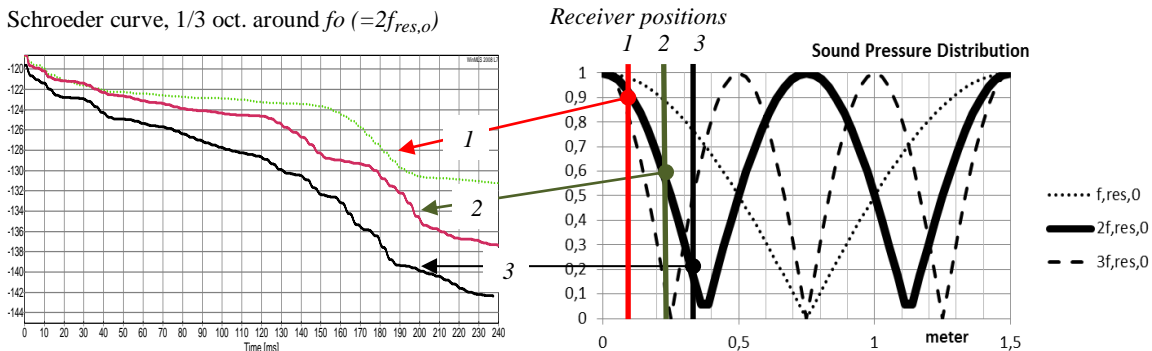 Schroeder curve, 1/3 oct. around fo (=2fres,o)
Receiver positions
1 2 3
WinMLS 2008 L7
-120
-122
-124
-126
-128
-130
-132
-134
-136
-138
-140
-142
-144
0 10 20 30 40 50 60 70 80 90 100 110 120 130 140 150 160 170 180 190 200 210 220 230 240
Time [ms]
1
2
3
Sound Pressure Distribution
1
0,9
0,8
0,7
0,6
0,5
0,4
0,3
0,2
0,1
0
0 0,5 1 1,5
meter
f,res,0
2f,res,0
3f,res,0